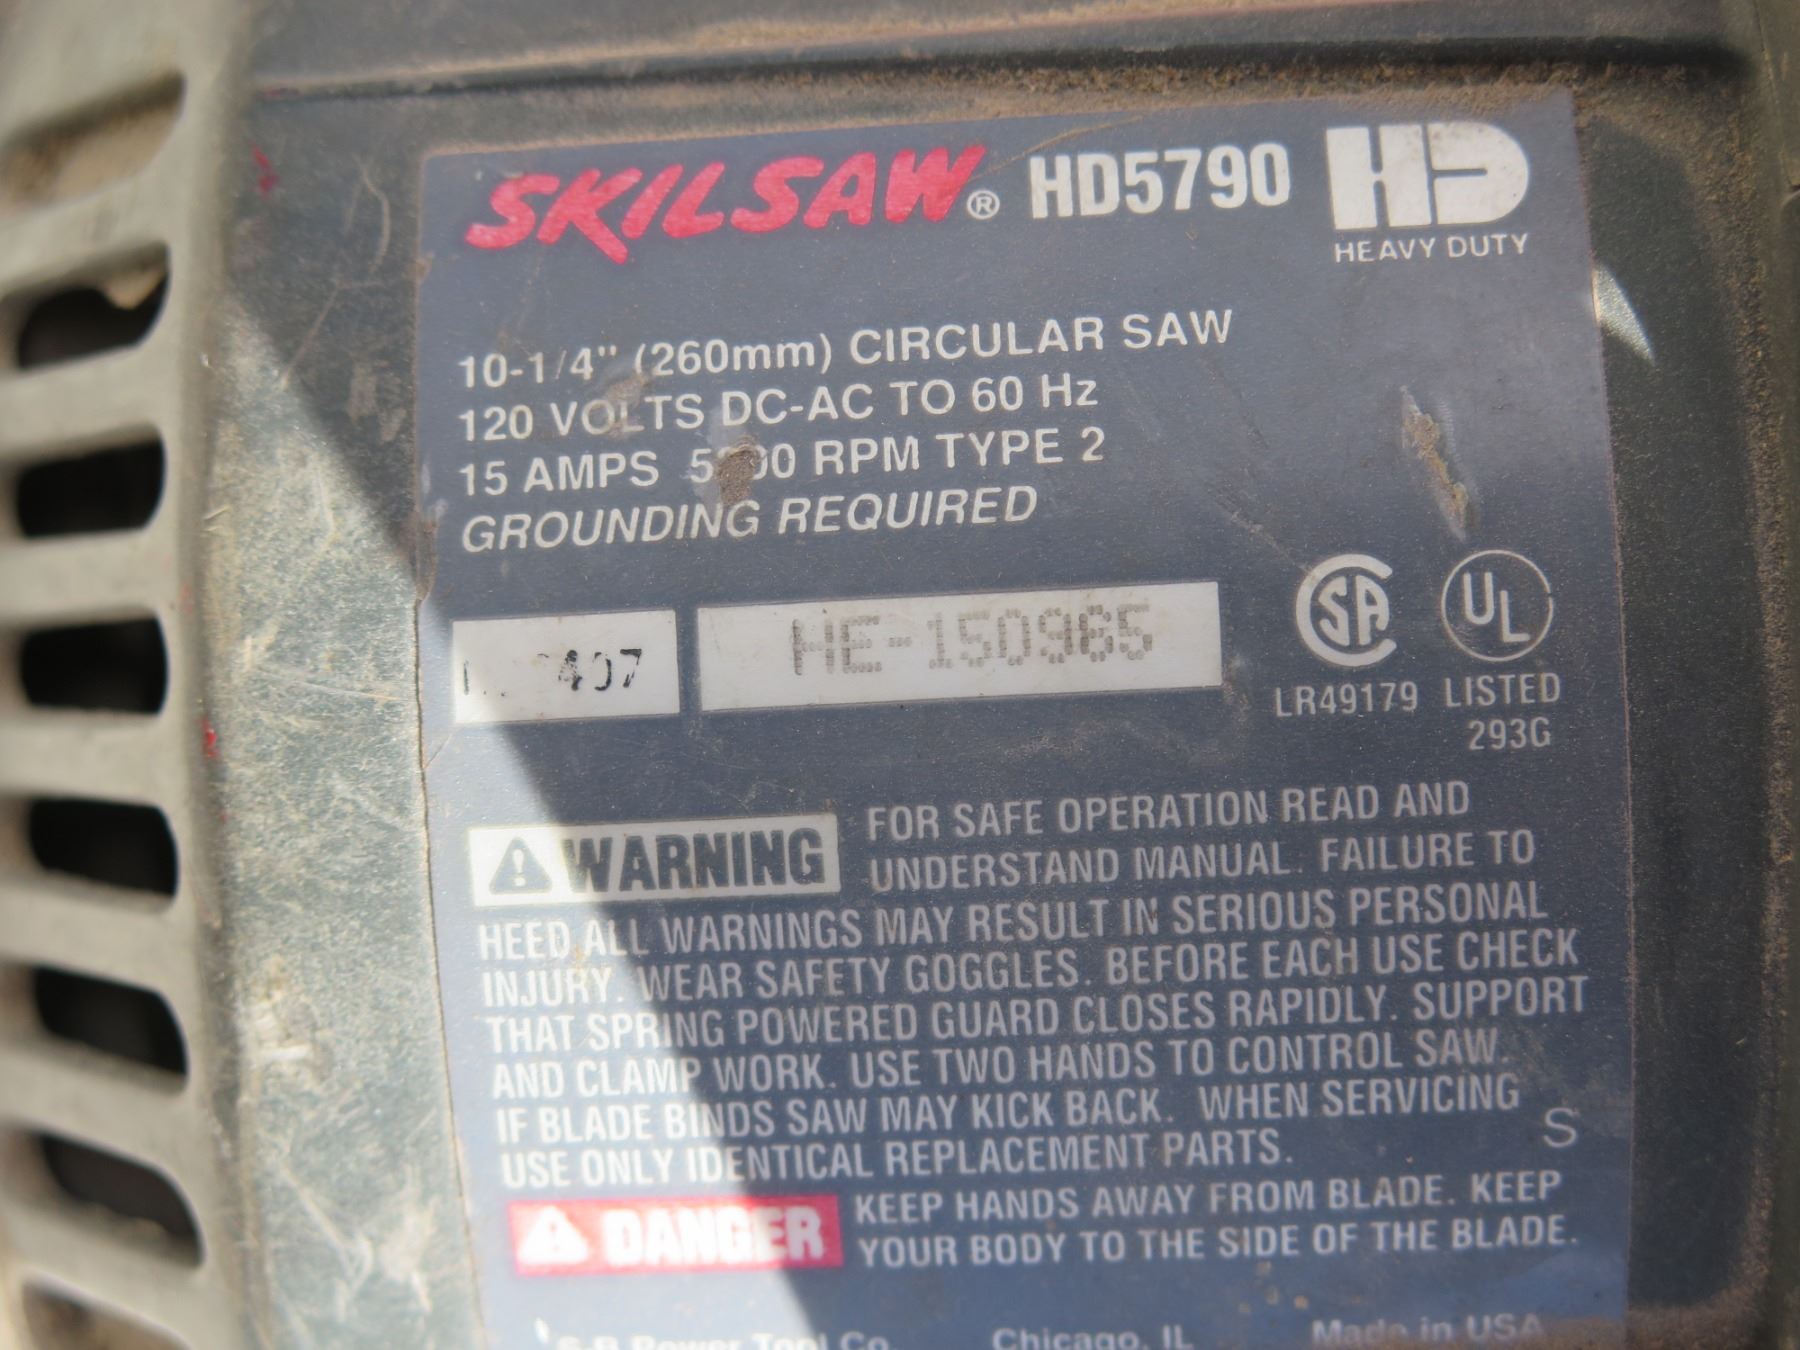 SKILSAW® HD5790 HD
HEAVY DUTY
10-1/4" (260mm) CIRCULAR SAW
120 VOLTS DC-AC TO 60 Hz
15 AMPS RPM TYPE 2
GROUNDING REQUIRED
HE-150965
SA UL
LR49179 LISTED
293G
WARNING FOR SAFE OPERATION READ AND
UNDERSTAND MANUAL. FAILURE TO
HEED ALL WARNINGS MAY RESULT IN SERIOUS PERSONAL
INJURY. WEAR SAFETY GOGGLES. BEFORE EACH USE CHECK
THAT SPRING POWERED GUARD CLOSES RAPIDLY. SUPPORT
AND CLAMP WORK. USE TWO HANDS TO CONTROL SAW.
IF BLADE BINDS SAW MAY KICK BACK. WHEN SERVICING
USE ONLY IDENTICAL REPLACEMENT PARTS.
S
DANGER KEEP HANDS AWAY FROM BLADE. KEEP
YOUR BODY TO THE SIDE OF THE BLADE.
S-B Power Tool Co. Chicago, IL Made in USA